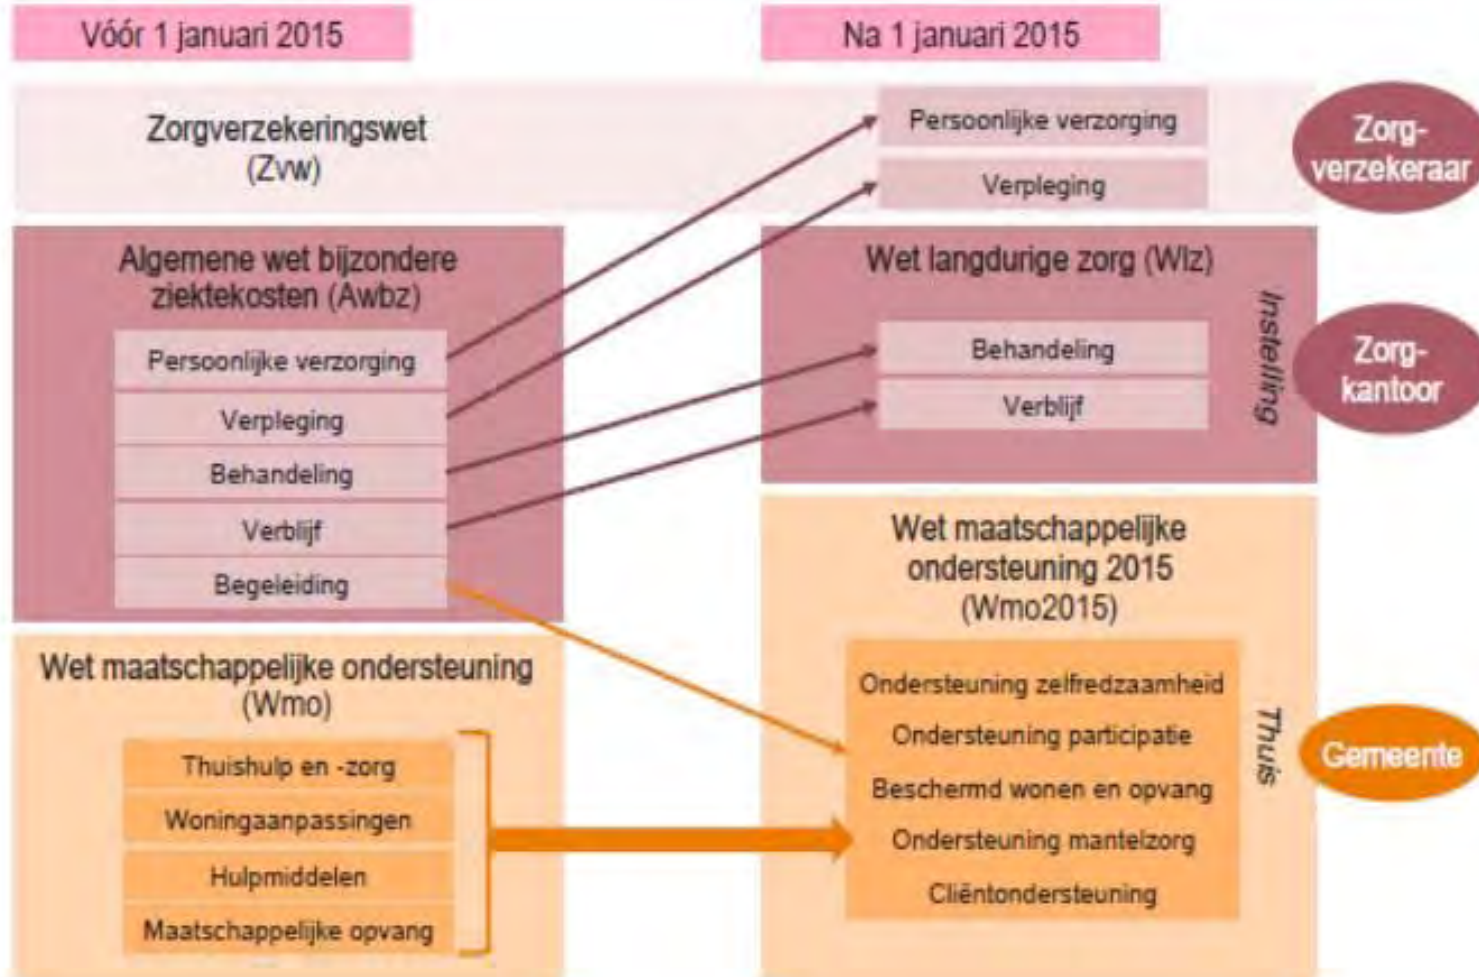 Vóór 1 januari 2015
Na 1 januari 2015
Zorgverzekeringswet
(Zvw)
Persoonlijke verzorging
Verpleging
Zorg-
verzekeraar
Algemene wet bijzondere
ziektekosten (Awbz)
Persoonlijke verzorging
Verpleging
Behandeling
Verblijf
Begeleiding
Wet langdurige zorg (Wlz)
Behandeling
Verblijf
Instelling
Zorg-
kantoor
Wet maatschappelijke ondersteuning
(Wmo)
Thuishulp en -zorg
Woningaanpassingen
Hulpmiddelen
Maatschappelijke opvang
Wet maatschappelijke
ondersteuning 2015
(Wmo2015)
Ondersteuning zelfredzaamheid
Ondersteuning participatie
Beschermd wonen en opvang
Ondersteuning mantelzorg
Cliëntondersteuning
Thuis
Gemeente